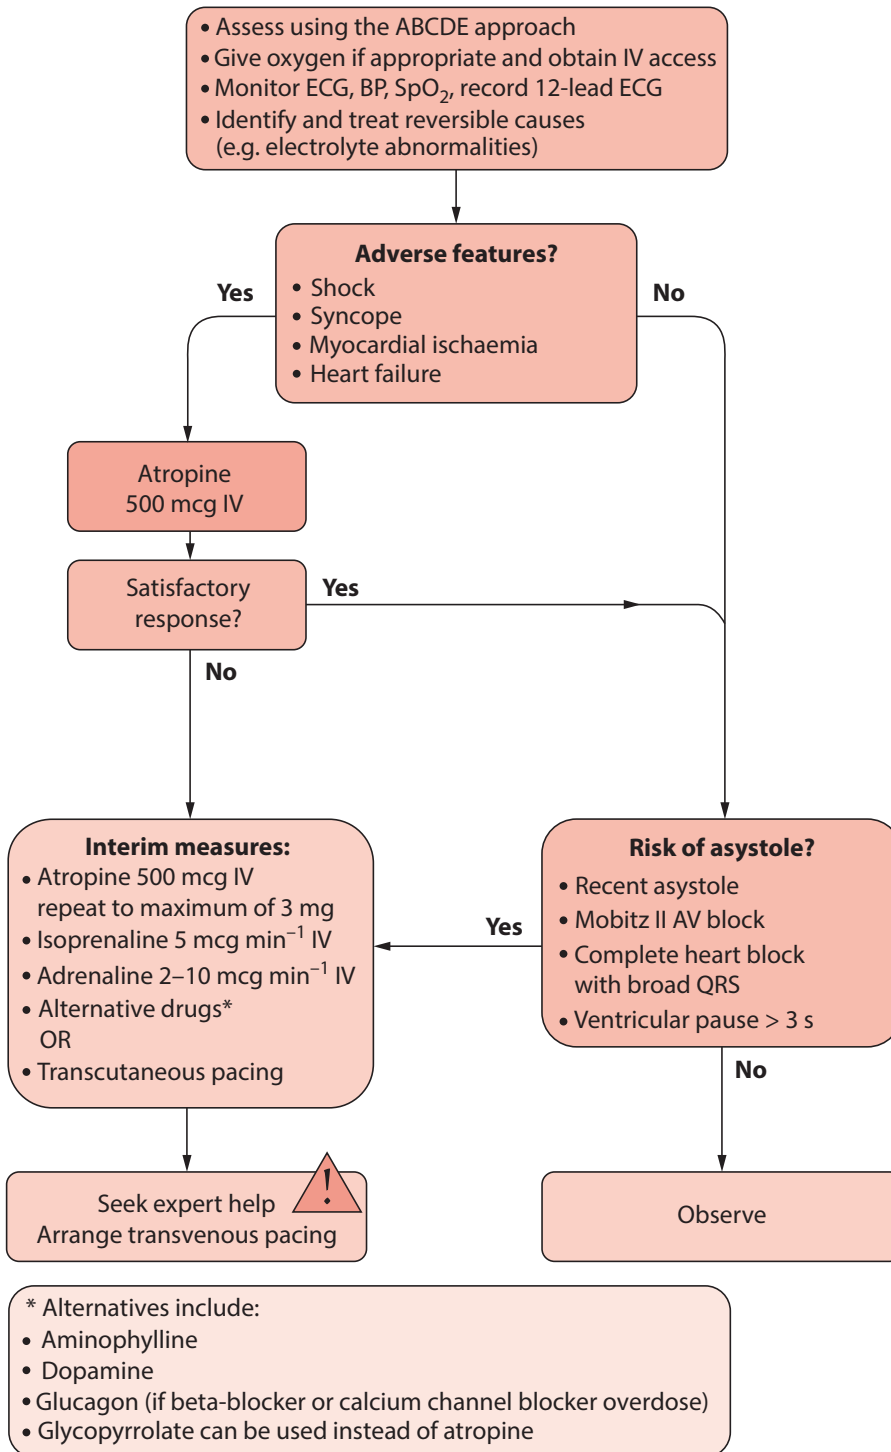 • Assess using the ABCDE approach
• Give oxygen if appropriate and obtain IV access
• Monitor ECG, BP, SpO₂, record 12-lead ECG
• Identify and treat reversible causes
(e.g. electrolyte abnormalities)
Adverse features?
• Shock
• Syncope
• Myocardial ischaemia
• Heart failure
Yes
No
Atropine
500 mcg IV
Satisfactory
response?
Yes
No
Interim measures:
• Atropine 500 mcg IV
repeat to maximum of 3 mg
• Isoprenaline 5 mcg min⁻¹ IV
• Adrenaline 2–10 mcg min⁻¹ IV
• Alternative drugs*
OR
• Transcutaneous pacing
Yes
Risk of asystole?
• Recent asystole
• Mobitz II AV block
• Complete heart block
with broad QRS
• Ventricular pause > 3 s
No
!
Seek expert help
Arrange transvenous pacing
Observe
* Alternatives include:
• Aminophylline
• Dopamine
• Glucagon (if beta-blocker or calcium channel blocker overdose)
• Glycopyrrolate can be used instead of atropine